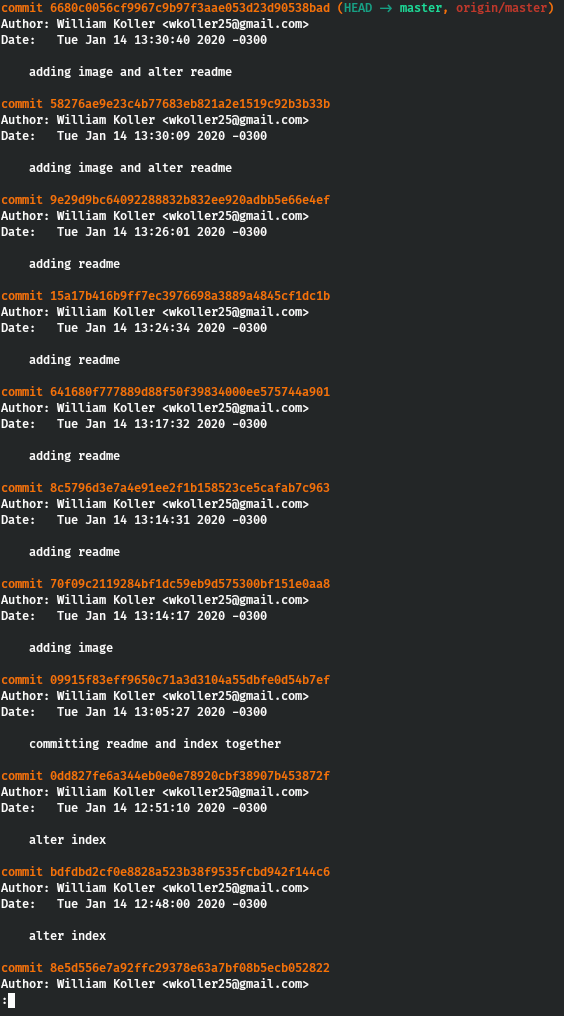 commit 6680c0056cf9967c9b97f3aae053d23d90538bad (HEAD -> master, origin/master)
Author: William Koller <wkoller25@gmail.com>
Date:   Tue Jan 14 13:30:40 2020 -0300
adding image and alter readme
commit 58276ae9e23c4b77683eb821a2e1519c92b3b33b
Author: William Koller <wkoller25@gmail.com>
Date:   Tue Jan 14 13:30:09 2020 -0300
adding image and alter readme
commit 9e29d9bc64092288832b832ee920adbb5e66e4ef
Author: William Koller <wkoller25@gmail.com>
Date:   Tue Jan 14 13:26:01 2020 -0300
adding readme
commit 15a17b416b9ff7ec3976698a3889a4845cf1dc1b
Author: William Koller <wkoller25@gmail.com>
Date:   Tue Jan 14 13:24:34 2020 -0300
adding readme
commit 641680f777889d88f50f39834000ee575744a901
Author: William Koller <wkoller25@gmail.com>
Date:   Tue Jan 14 13:17:32 2020 -0300
adding readme
commit 8c5796d3e7a4e91ee2f1b158523ce5cafab7c963
Author: William Koller <wkoller25@gmail.com>
Date:   Tue Jan 14 13:14:31 2020 -0300
adding readme
commit 70f09c2119284bf1dc59eb9d575300bf151e0aa8
Author: William Koller <wkoller25@gmail.com>
Date:   Tue Jan 14 13:14:17 2020 -0300
adding image
commit 09915f83eff9650c71a3d3104a55dbfe0d54b7ef
Author: William Koller <wkoller25@gmail.com>
Date:   Tue Jan 14 13:05:27 2020 -0300
committing readme and index together
commit 0dd827fe6a344eb0e0e78920cbf38907b453872f
Author: William Koller <wkoller25@gmail.com>
Date:   Tue Jan 14 12:51:10 2020 -0300
alter index
commit bdfdbd2cf0e8828a523b38f9535fcbd942f144c6
Author: William Koller <wkoller25@gmail.com>
Date:   Tue Jan 14 12:48:00 2020 -0300
alter index
commit 8e5d556e7a92ffc29378e63a7bf08b5ecb052822
Author: William Koller <wkoller25@gmail.com>
: